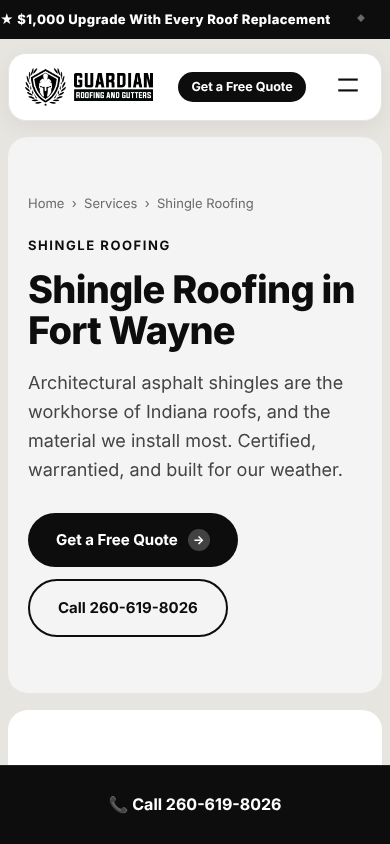 ★ $1,000 Upgrade With Every Roof Replacement ◆
GUARDIAN
ROOFING AND GUTTERS
Get a Free Quote
Home › Services › Shingle Roofing
SHINGLE ROOFING
Shingle Roofing in
Fort Wayne
Architectural asphalt shingles are the
workhorse of Indiana roofs, and the
material we install most. Certified,
warrantied, and built for our weather.
Get a Free Quote →
Call 260-619-8026
📞 Call 260-619-8026